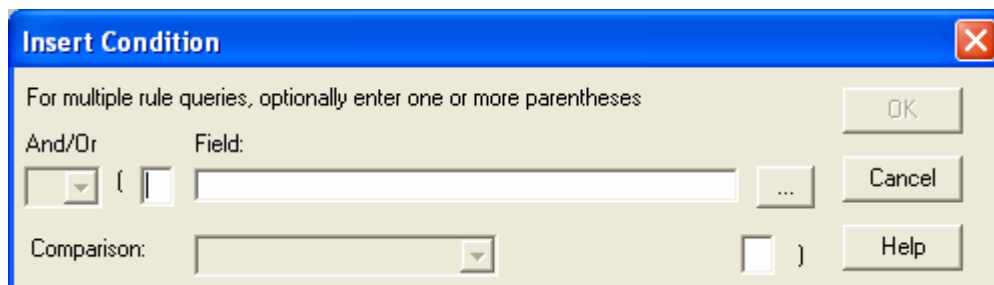 Insert Condition
For multiple rule queries, optionally enter one or more parentheses
OK
And/Or Field:
( ... Cancel
Comparison: ) Help